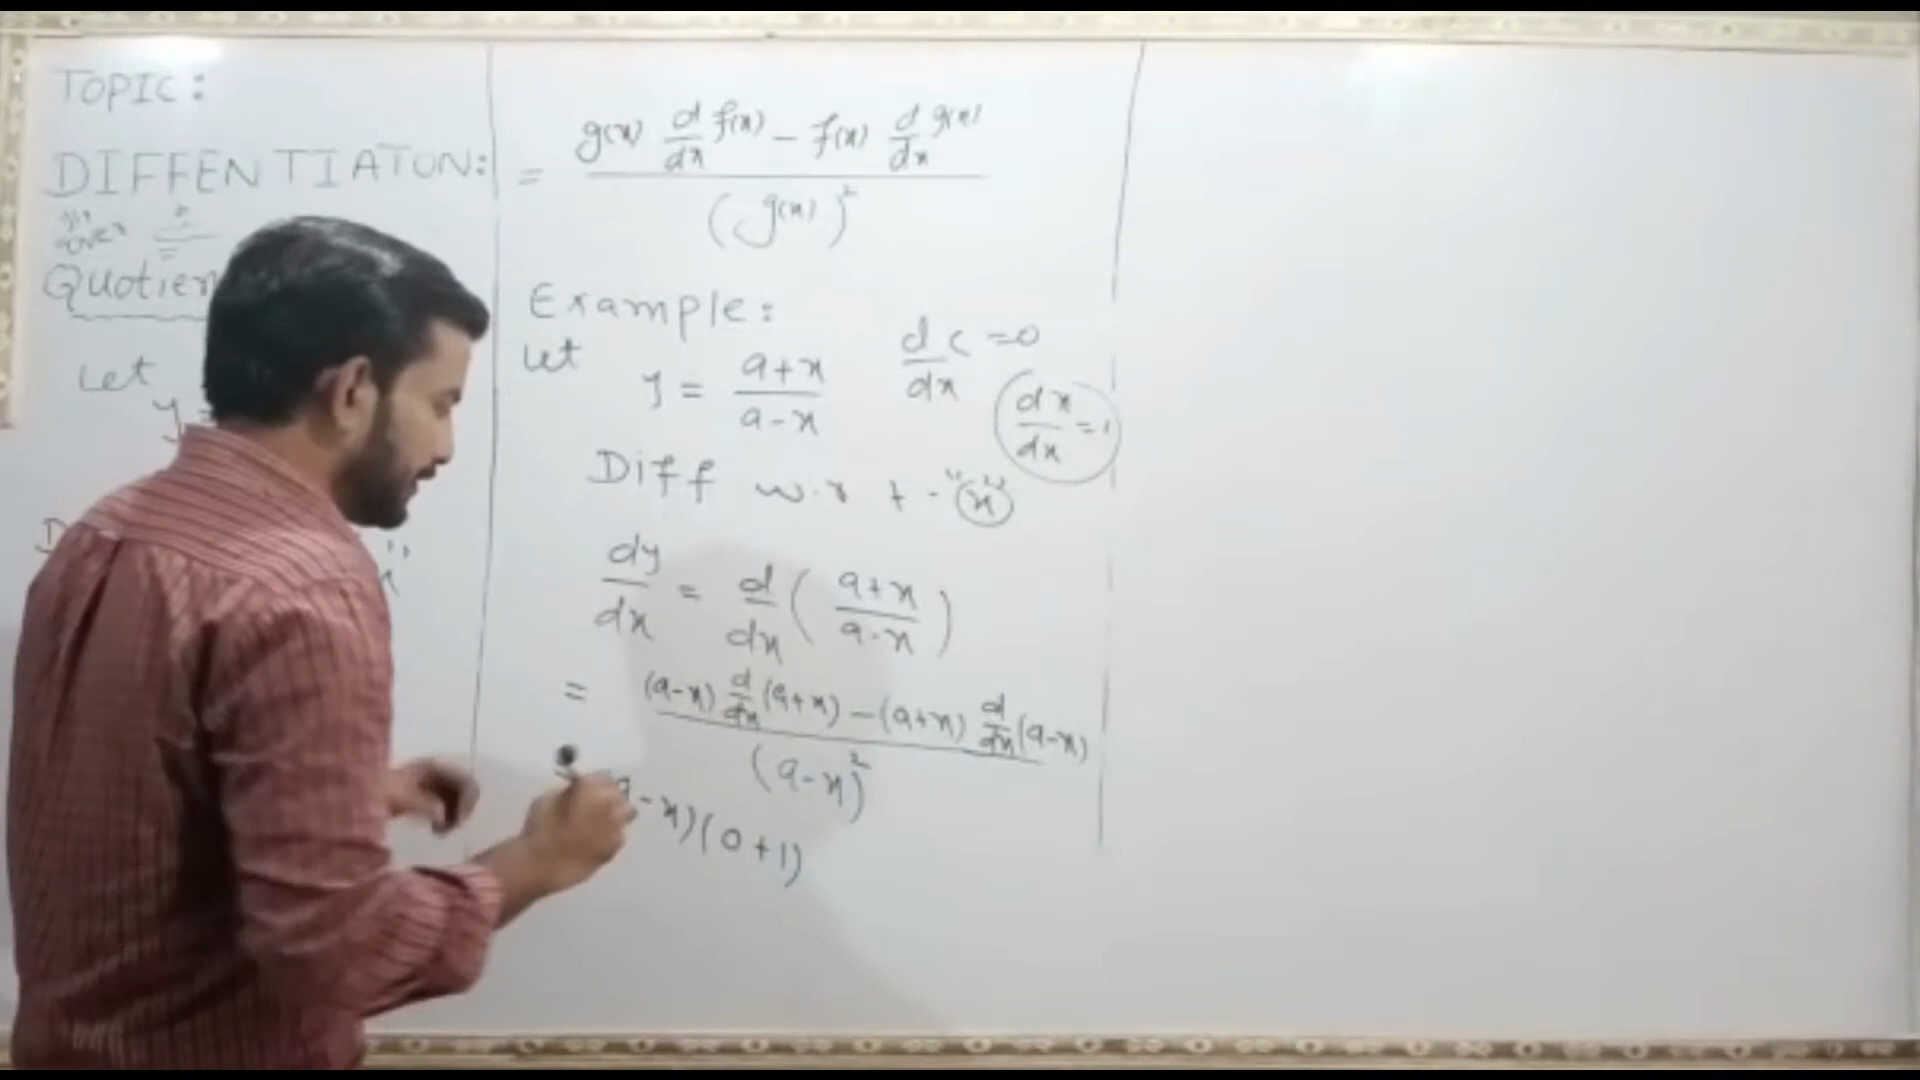 TOPIC:
DIFFENTIATON:
Quotien
Let
y =
D
x"
= g(x) d/dx f(x) - f(x) d/dx g(x) / (g(x))²
Example:
Let
y = a+x / a-x
d/dx c =0
dx/dx =1
Diff w.r t - "x"
dy/dx = d/dx ( a+x / a-x )
= (a-x) d/dx (a+x) - (a+x) d/dx (a-x) / (a-x)²
a-x)(0+1)